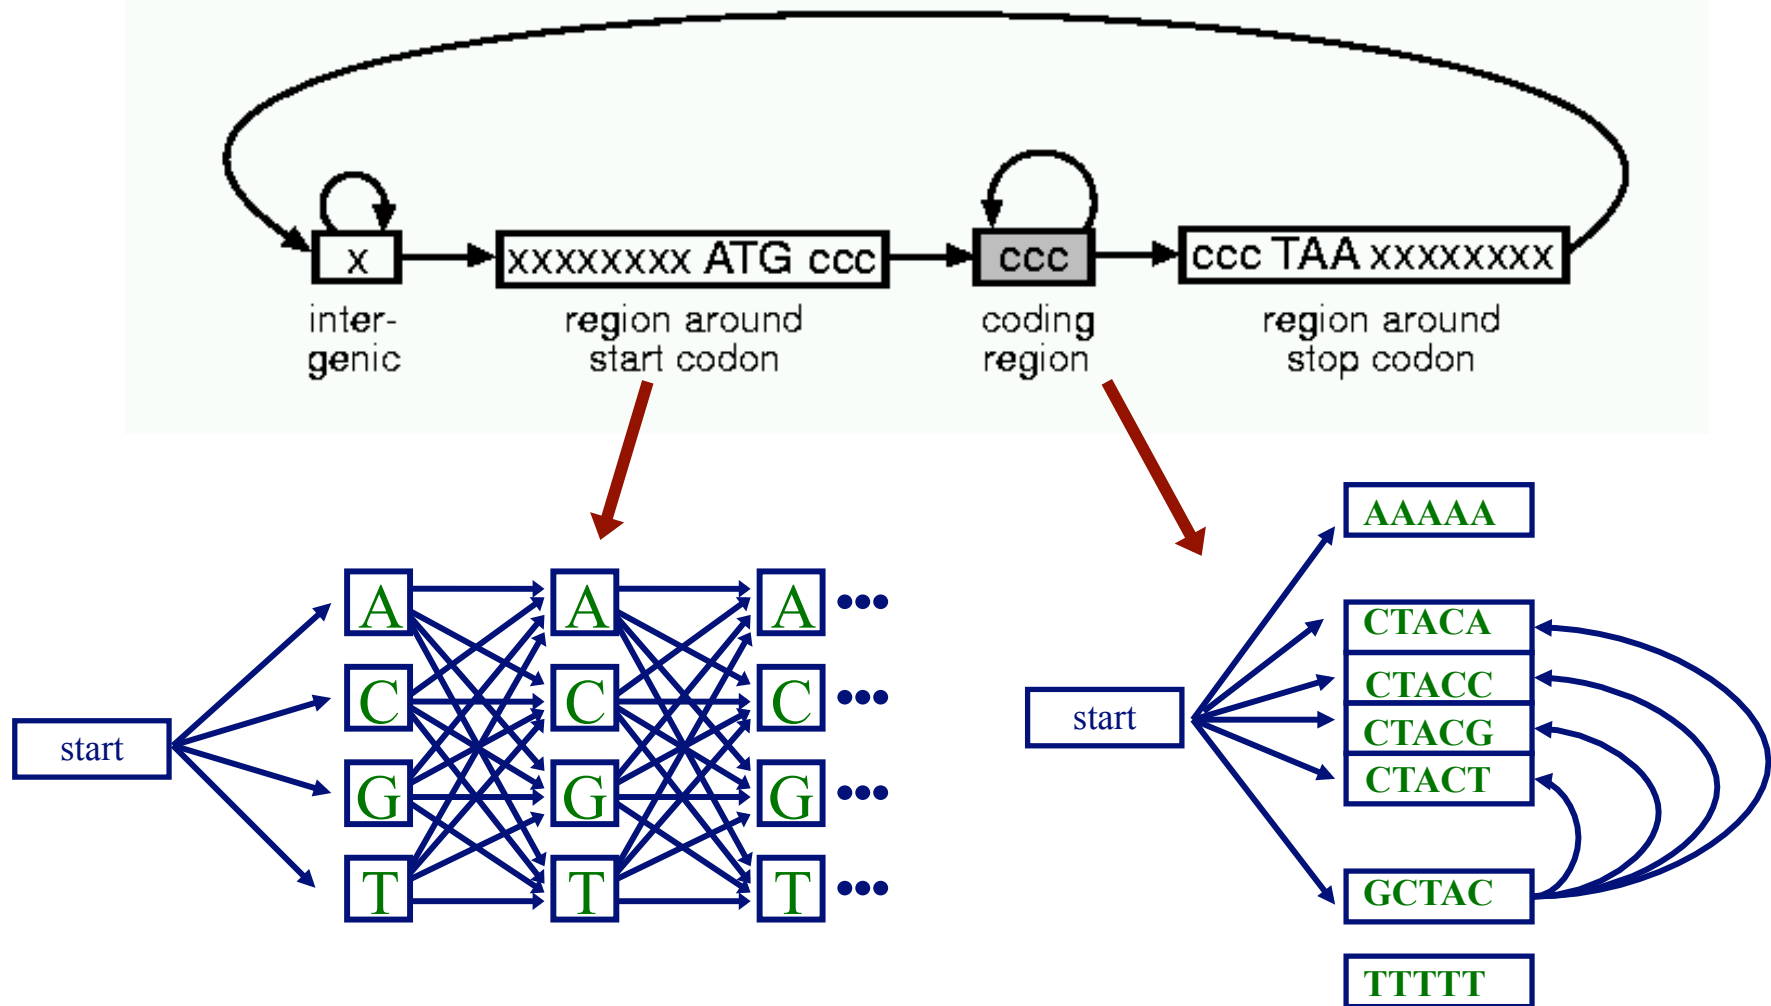 x
xxxxxxxx ATG ccc
ccc
ccc TAA xxxxxxxx
inter-
genic
region around
start codon
coding
region
region around
stop codon
start
A A A
C C C
G G G
T T T
start
AAAAA
CTACA
CTACC
CTACG
CTACT
GCTAC
TTTTT